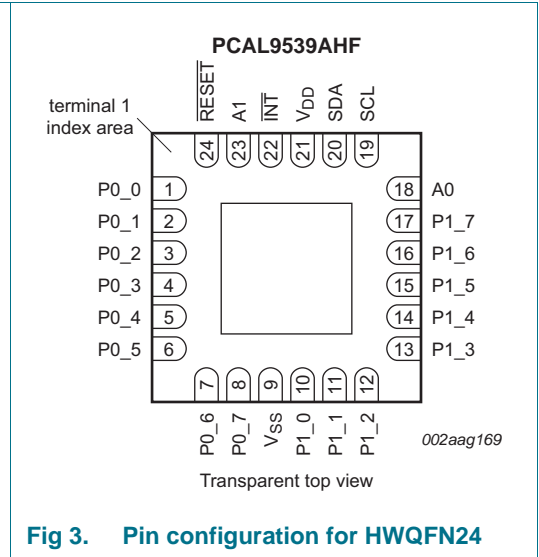 PCAL9539AHF
terminal 1
index area
RESET
A1
INT
VDD
SDA
SCL
24
23
22
21
20
19
P0_0 1
P0_1 2
P0_2 3
P0_3 4
P0_4 5
P0_5 6
18 A0
17 P1_7
16 P1_6
15 P1_5
14 P1_4
13 P1_3
7
8
9
10
11
12
P0_6
P0_7
VSS
P1_0
P1_1
P1_2
002aag169
Transparent top view
Fig 3. Pin configuration for HWQFN24